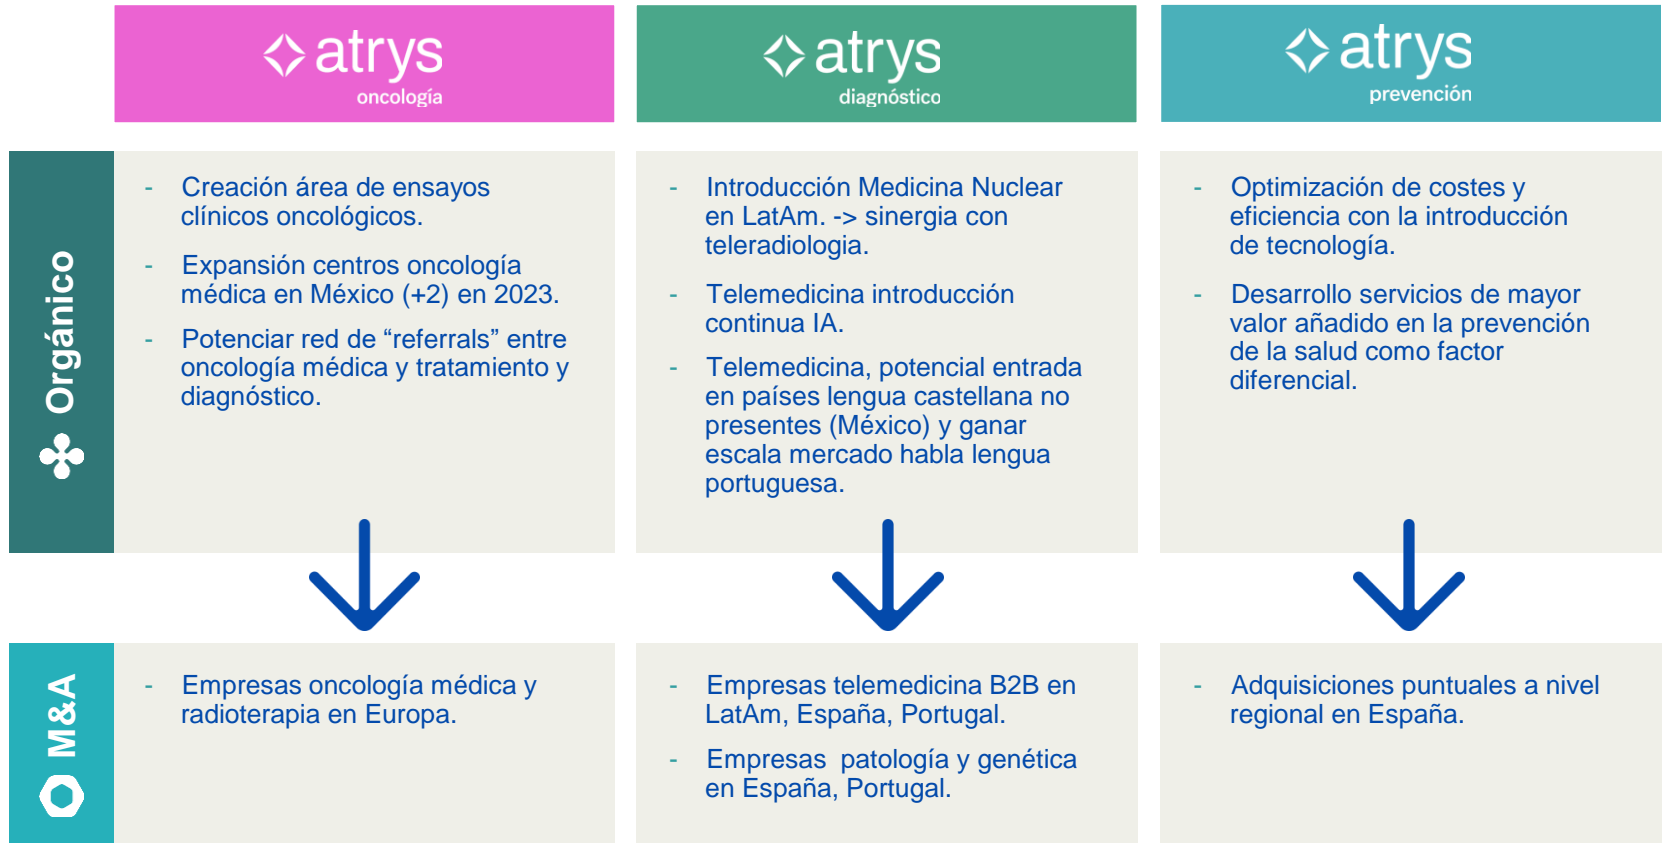 atrys
oncología
atrys
diagnóstico
atrys
prevención
Orgánico
- Creación área de ensayos
clínicos oncológicos.
- Expansión centros oncología
médica en México (+2) en 2023.
- Potenciar red de “referrals” entre
oncología médica y tratamiento y
diagnóstico.
- Introducción Medicina Nuclear
en LatAm. -> sinergia con
teleradiologia.
- Telemedicina introducción
continua IA.
- Telemedicina, potencial entrada
en países lengua castellana no
presentes (México) y ganar
escala mercado habla lengua
portuguesa.
- Optimización de costes y
eficiencia con la introducción
de tecnología.
- Desarrollo servicios de mayor
valor añadido en la prevención
de la salud como factor
diferencial.
M&A
- Empresas oncología médica y
radioterapia en Europa.
- Empresas telemedicina B2B en
LatAm, España, Portugal.
- Empresas  patología y genética
en España, Portugal.
- Adquisiciones puntuales a nivel
regional en España.